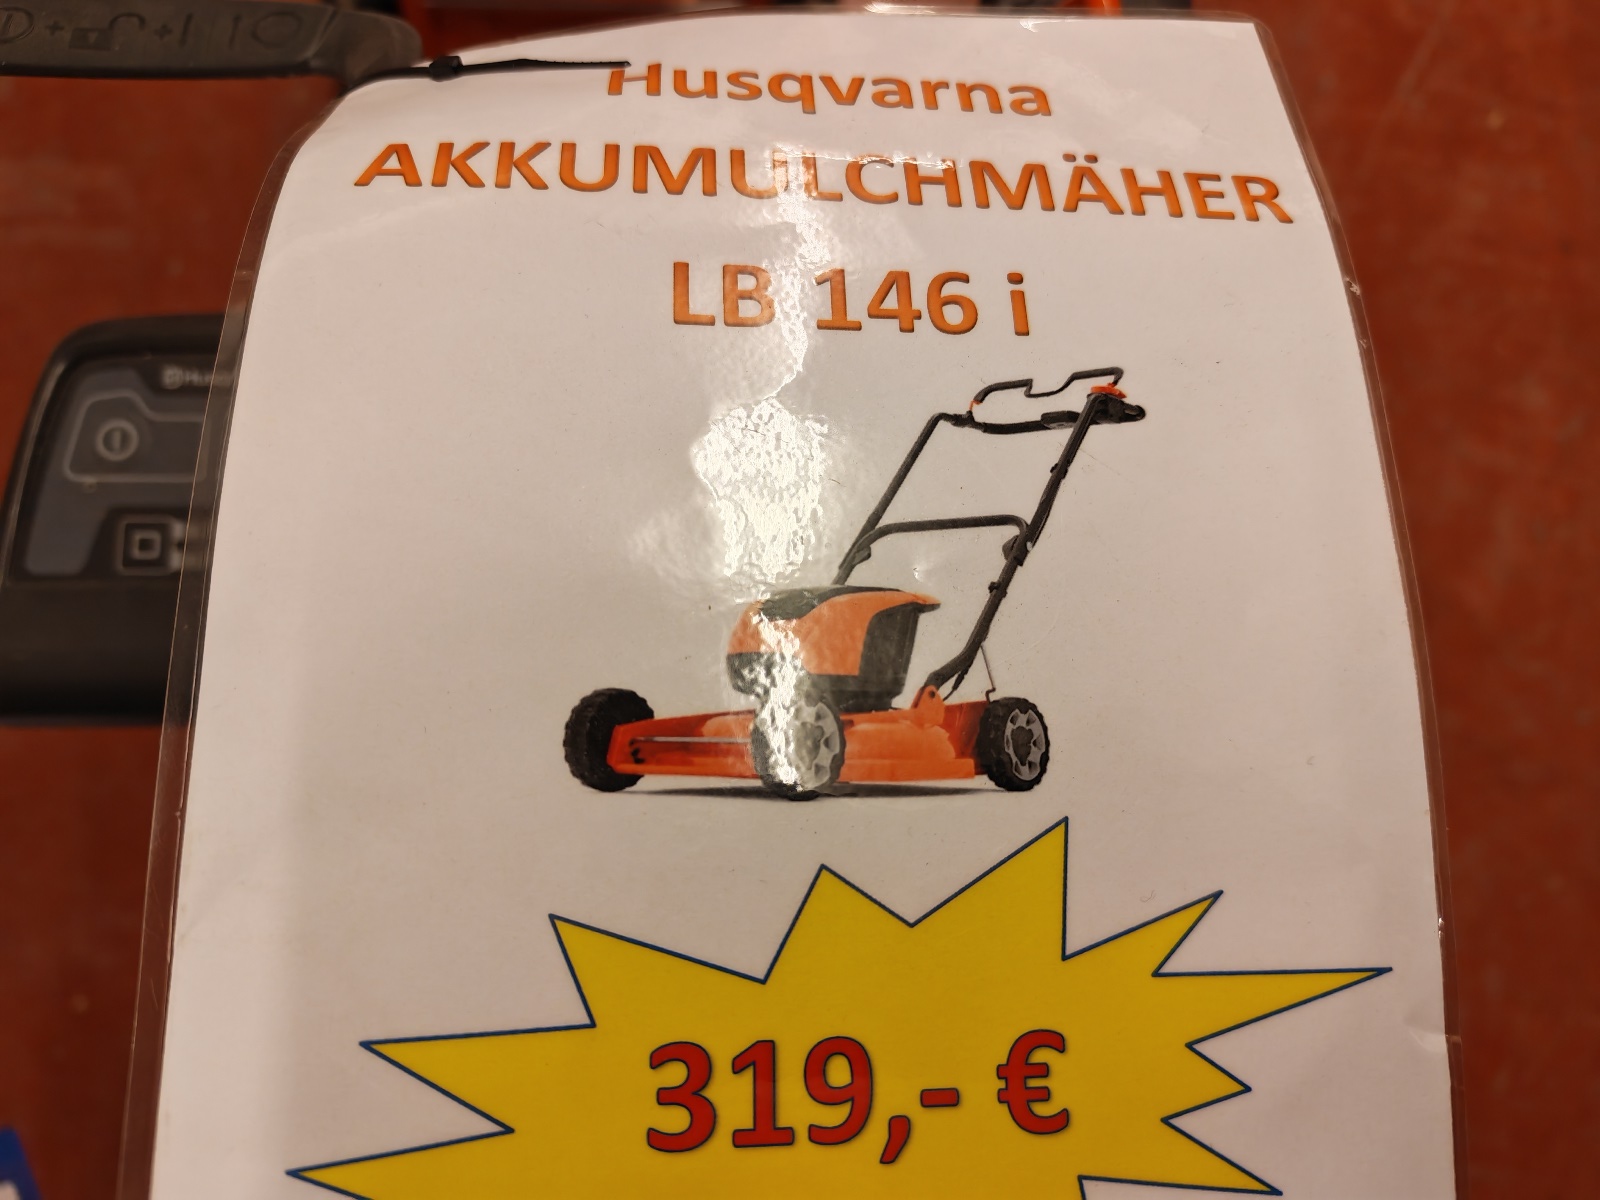 Husqvarna
AKKUMULCHMÄHER
LB 146 i
319,- €